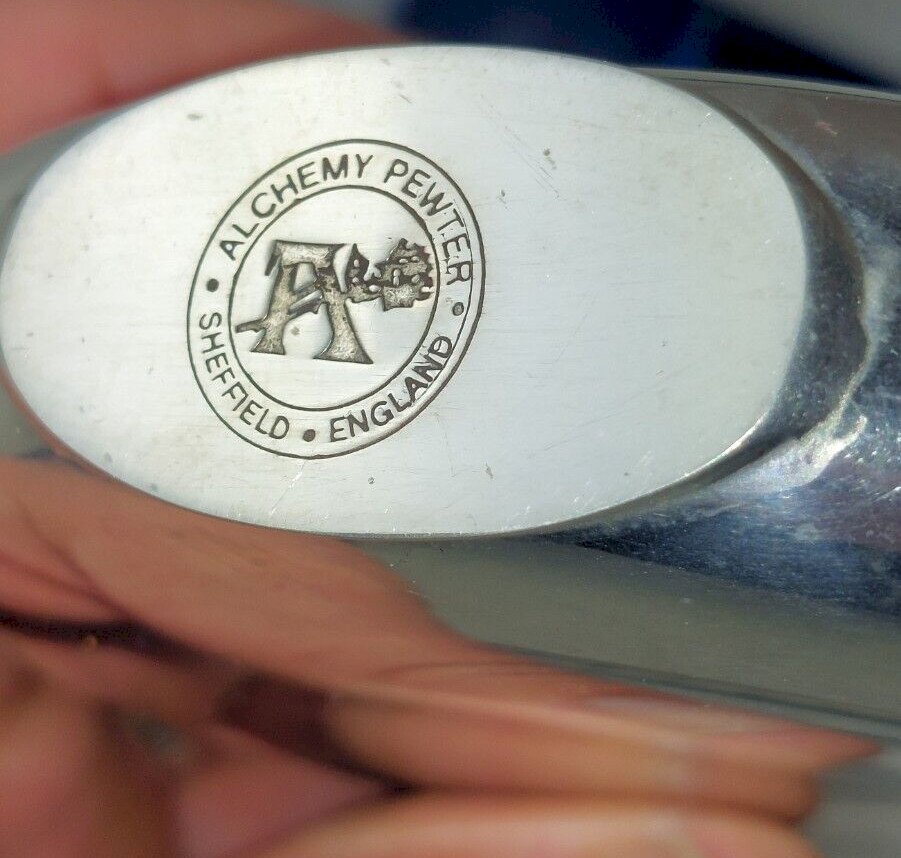 ALCHEMY PEWTER
SHEFFIELD • ENGLAND
A